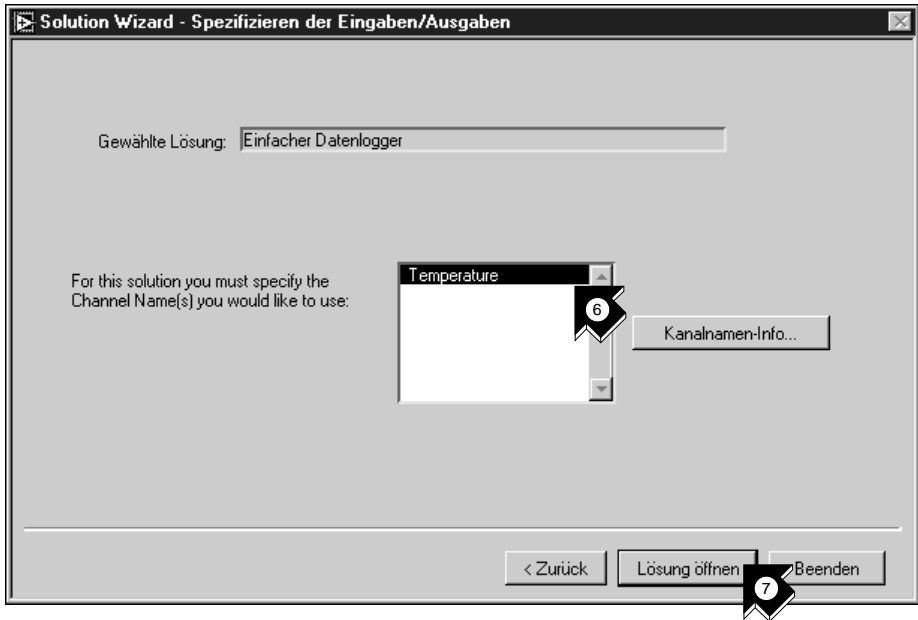 Solution Wizard - Spezifizieren der Eingaben/Ausgaben
Gewählte Lösung: Einfacher Datenlogger
For this solution you must specify the
Channel Name(s) you would like to use:
Temperature
6
Kanalnamen-Info...
< Zurück Lösung öffnen Beenden
7